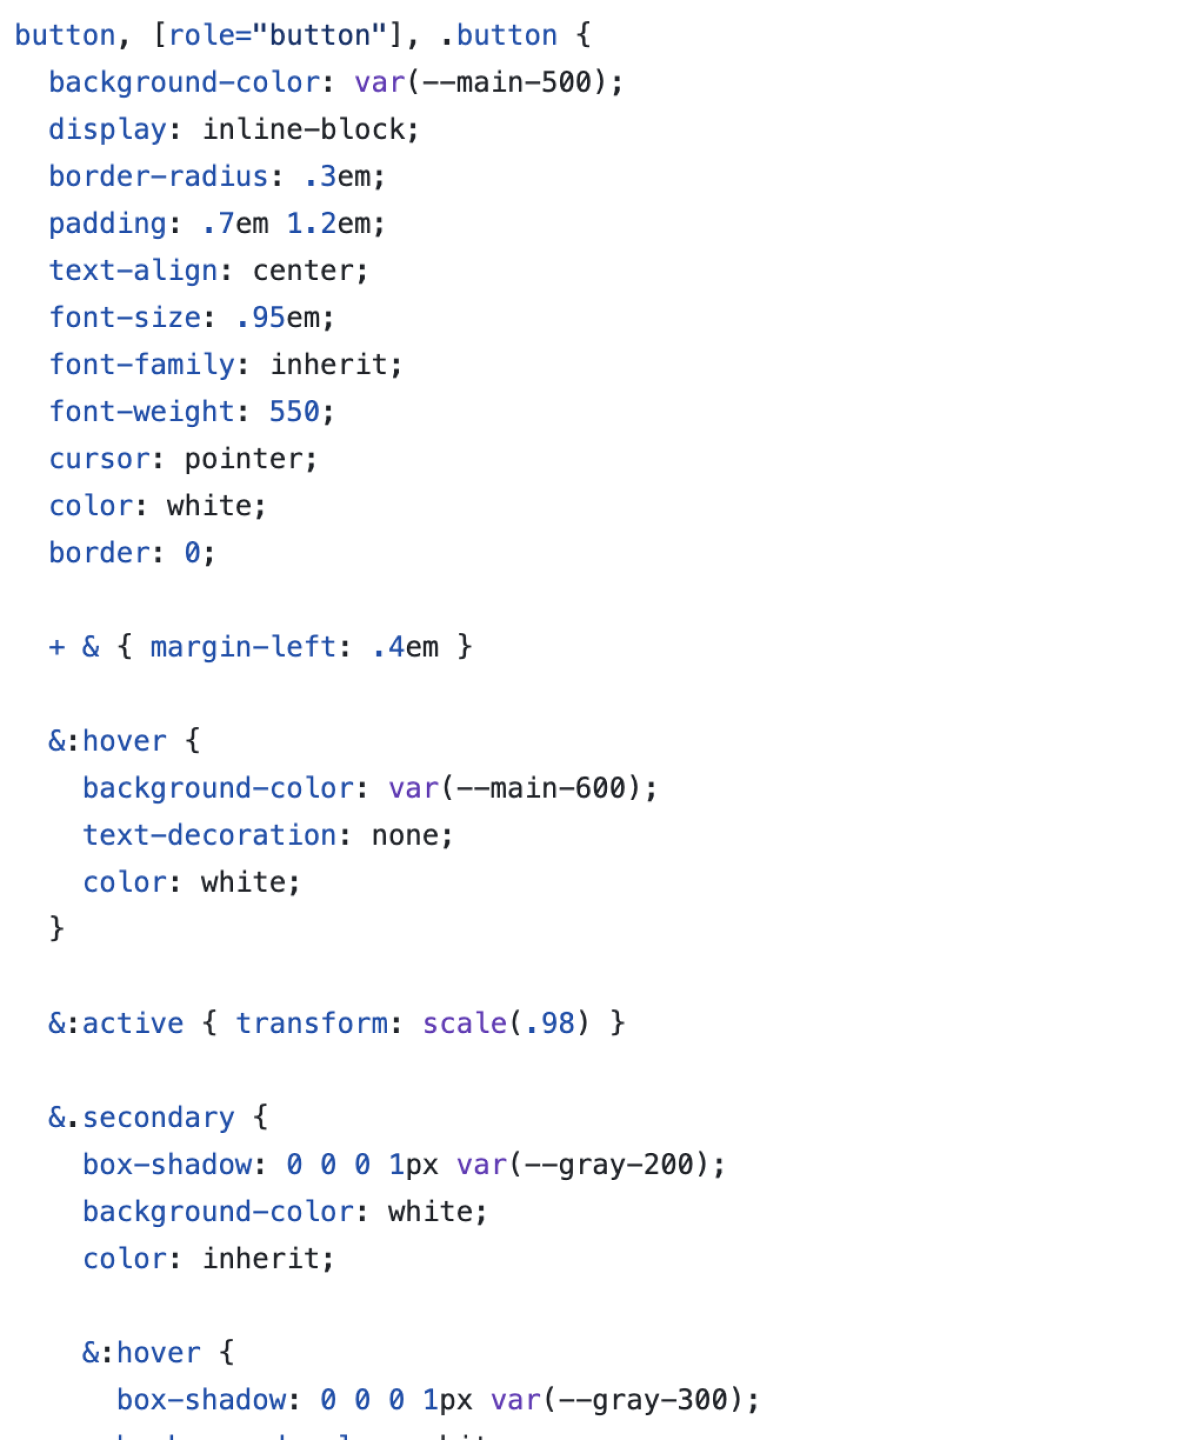 button, [role="button"], .button {
  background-color: var(--main-500);
  display: inline-block;
  border-radius: .3em;
  padding: .7em 1.2em;
  text-align: center;
  font-size: .95em;
  font-family: inherit;
  font-weight: 550;
  cursor: pointer;
  color: white;
  border: 0;

  + & { margin-left: .4em }

  &:hover {
    background-color: var(--main-600);
    text-decoration: none;
    color: white;
  }

  &:active { transform: scale(.98) }

  &.secondary {
    box-shadow: 0 0 0 1px var(--gray-200);
    background-color: white;
    color: inherit;

    &:hover {
      box-shadow: 0 0 0 1px var(--gray-300);